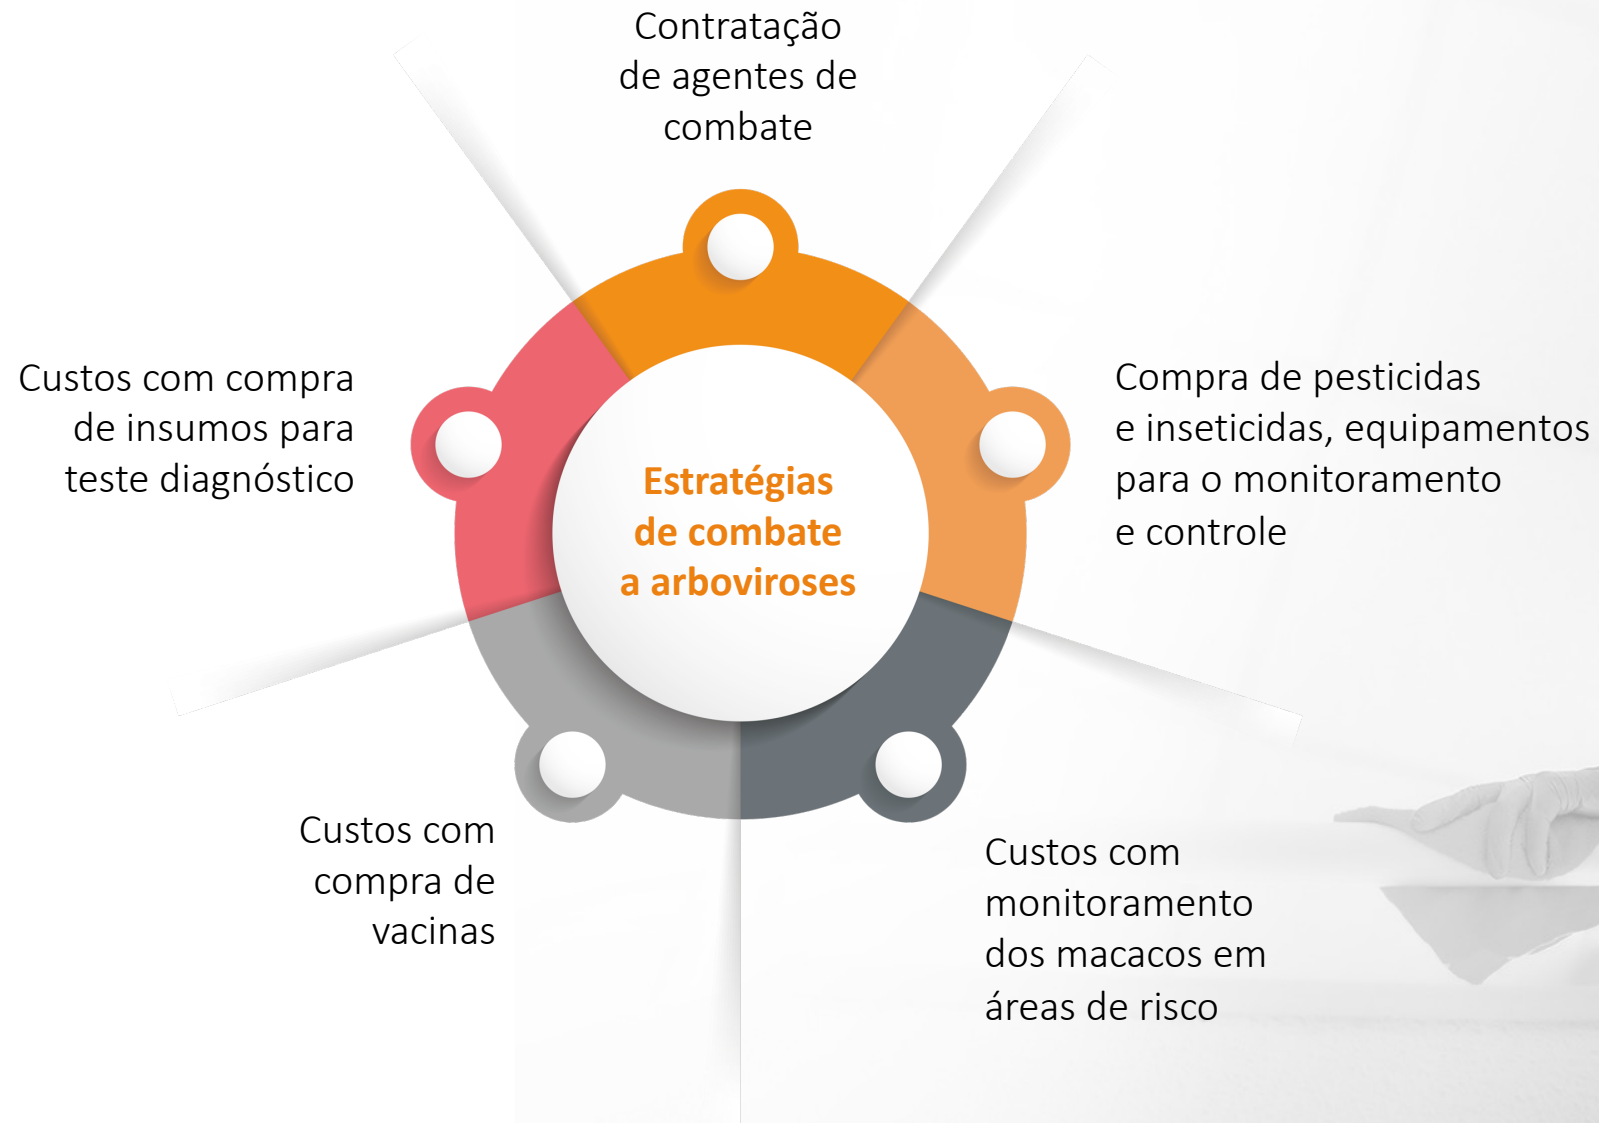 Contratação
de agentes de
combate
Compra de pesticidas
e inseticidas, equipamentos
para o monitoramento
e controle
Custos com
monitoramento
dos macacos em
áreas de risco
Custos com
compra de
vacinas
Custos com compra
de insumos para
teste diagnóstico
Estratégias
de combate
a arboviroses